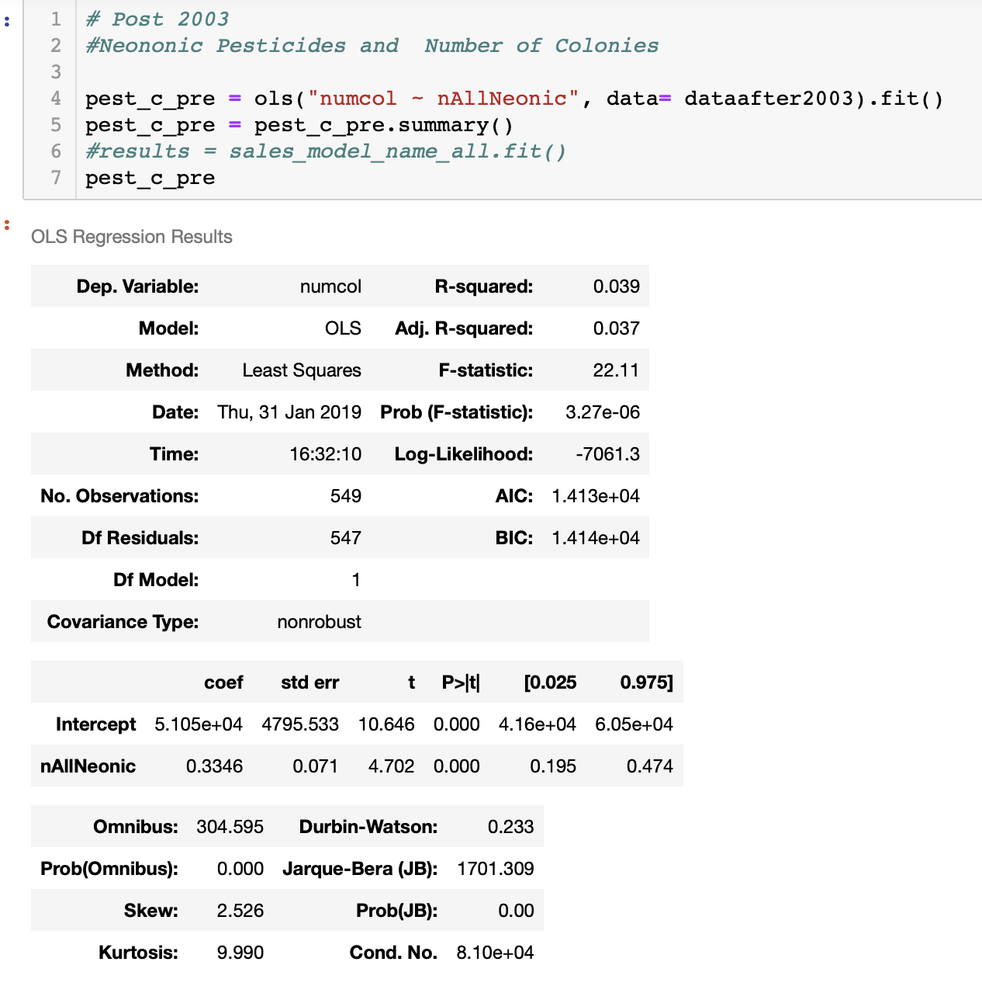 :
1 # Post 2003
2 #Neononic Pesticides and  Number of Colonies
3
4 pest_c_pre = ols("numcol ~ nAllNeonic", data= dataafter2003).fit()
5 pest_c_pre = pest_c_pre.summary()
6 #results = sales_model_name_all.fit()
7 pest_c_pre
:
OLS Regression Results
Dep. Variable: numcol R-squared: 0.039
Model: OLS Adj. R-squared: 0.037
Method: Least Squares F-statistic: 22.11
Date: Thu, 31 Jan 2019 Prob (F-statistic): 3.27e-06
Time: 16:32:10 Log-Likelihood: -7061.3
No. Observations: 549 AIC: 1.413e+04
Df Residuals: 547 BIC: 1.414e+04
Df Model: 1
Covariance Type: nonrobust
coef std err t P>|t| [0.025 0.975]
Intercept 5.105e+04 4795.533 10.646 0.000 4.16e+04 6.05e+04
nAllNeonic 0.3346 0.071 4.702 0.000 0.195 0.474
Omnibus: 304.595 Durbin-Watson: 0.233
Prob(Omnibus): 0.000 Jarque-Bera (JB): 1701.309
Skew: 2.526 Prob(JB): 0.00
Kurtosis: 9.990 Cond. No. 8.10e+04